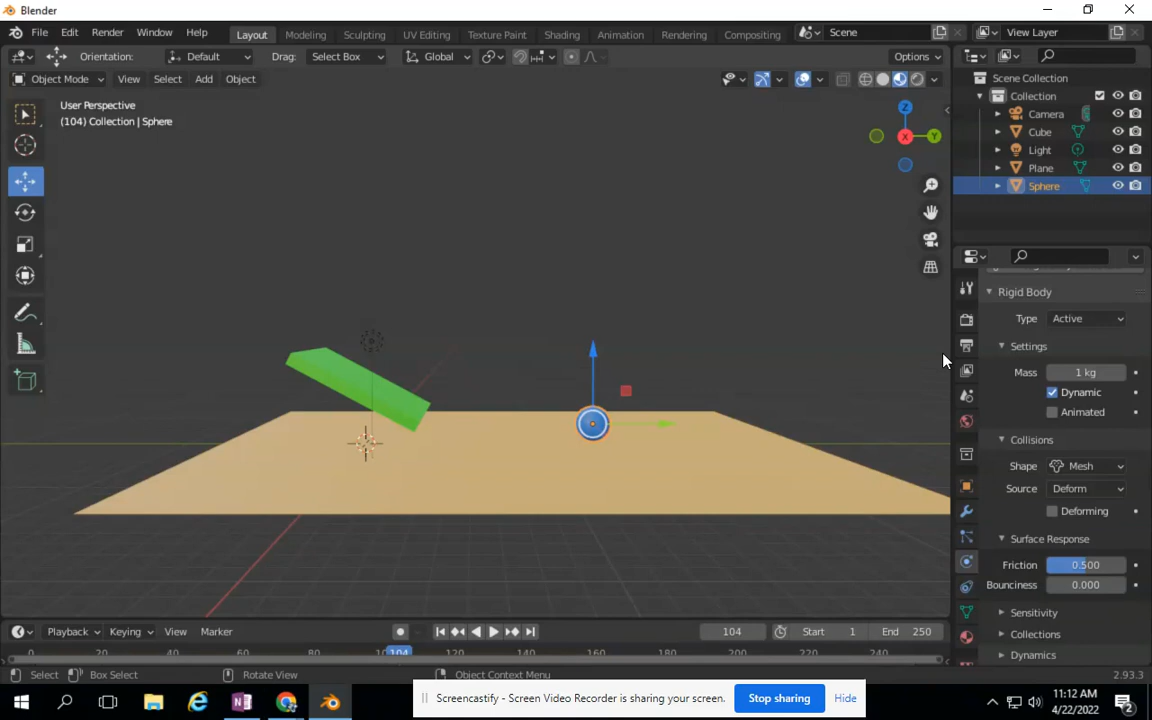 Blender
File Edit Render Window Help Layout Modeling Sculpting UV Editing Texture Paint Shading Animation Rendering Compositing Scene View Layer
Orientation: Default Drag: Select Box Global Options
Object Mode View Select Add Object
User Perspective
(104) Collection | Sphere
Z
X Y
Scene Collection
Collection
Camera
Cube
Light
Plane
Sphere
Rigid Body
Type Active
Settings
Mass 1 kg
Dynamic
Animated
Collisions
Shape Mesh
Source Deform
Deforming
Surface Response
Friction 0.500
Bounciness 0.000
Sensitivity
Collections
Dynamics
Playback Keying View Marker 104 Start 1 End 250
0 20 40 60 80 104 120 140 160 180 200 220 240
Select Box Select Rotate View Object Context Menu 2.93.3
Screencastify - Screen Video Recorder is sharing your screen. Stop sharing Hide
11:12 AM
4/22/2022
2